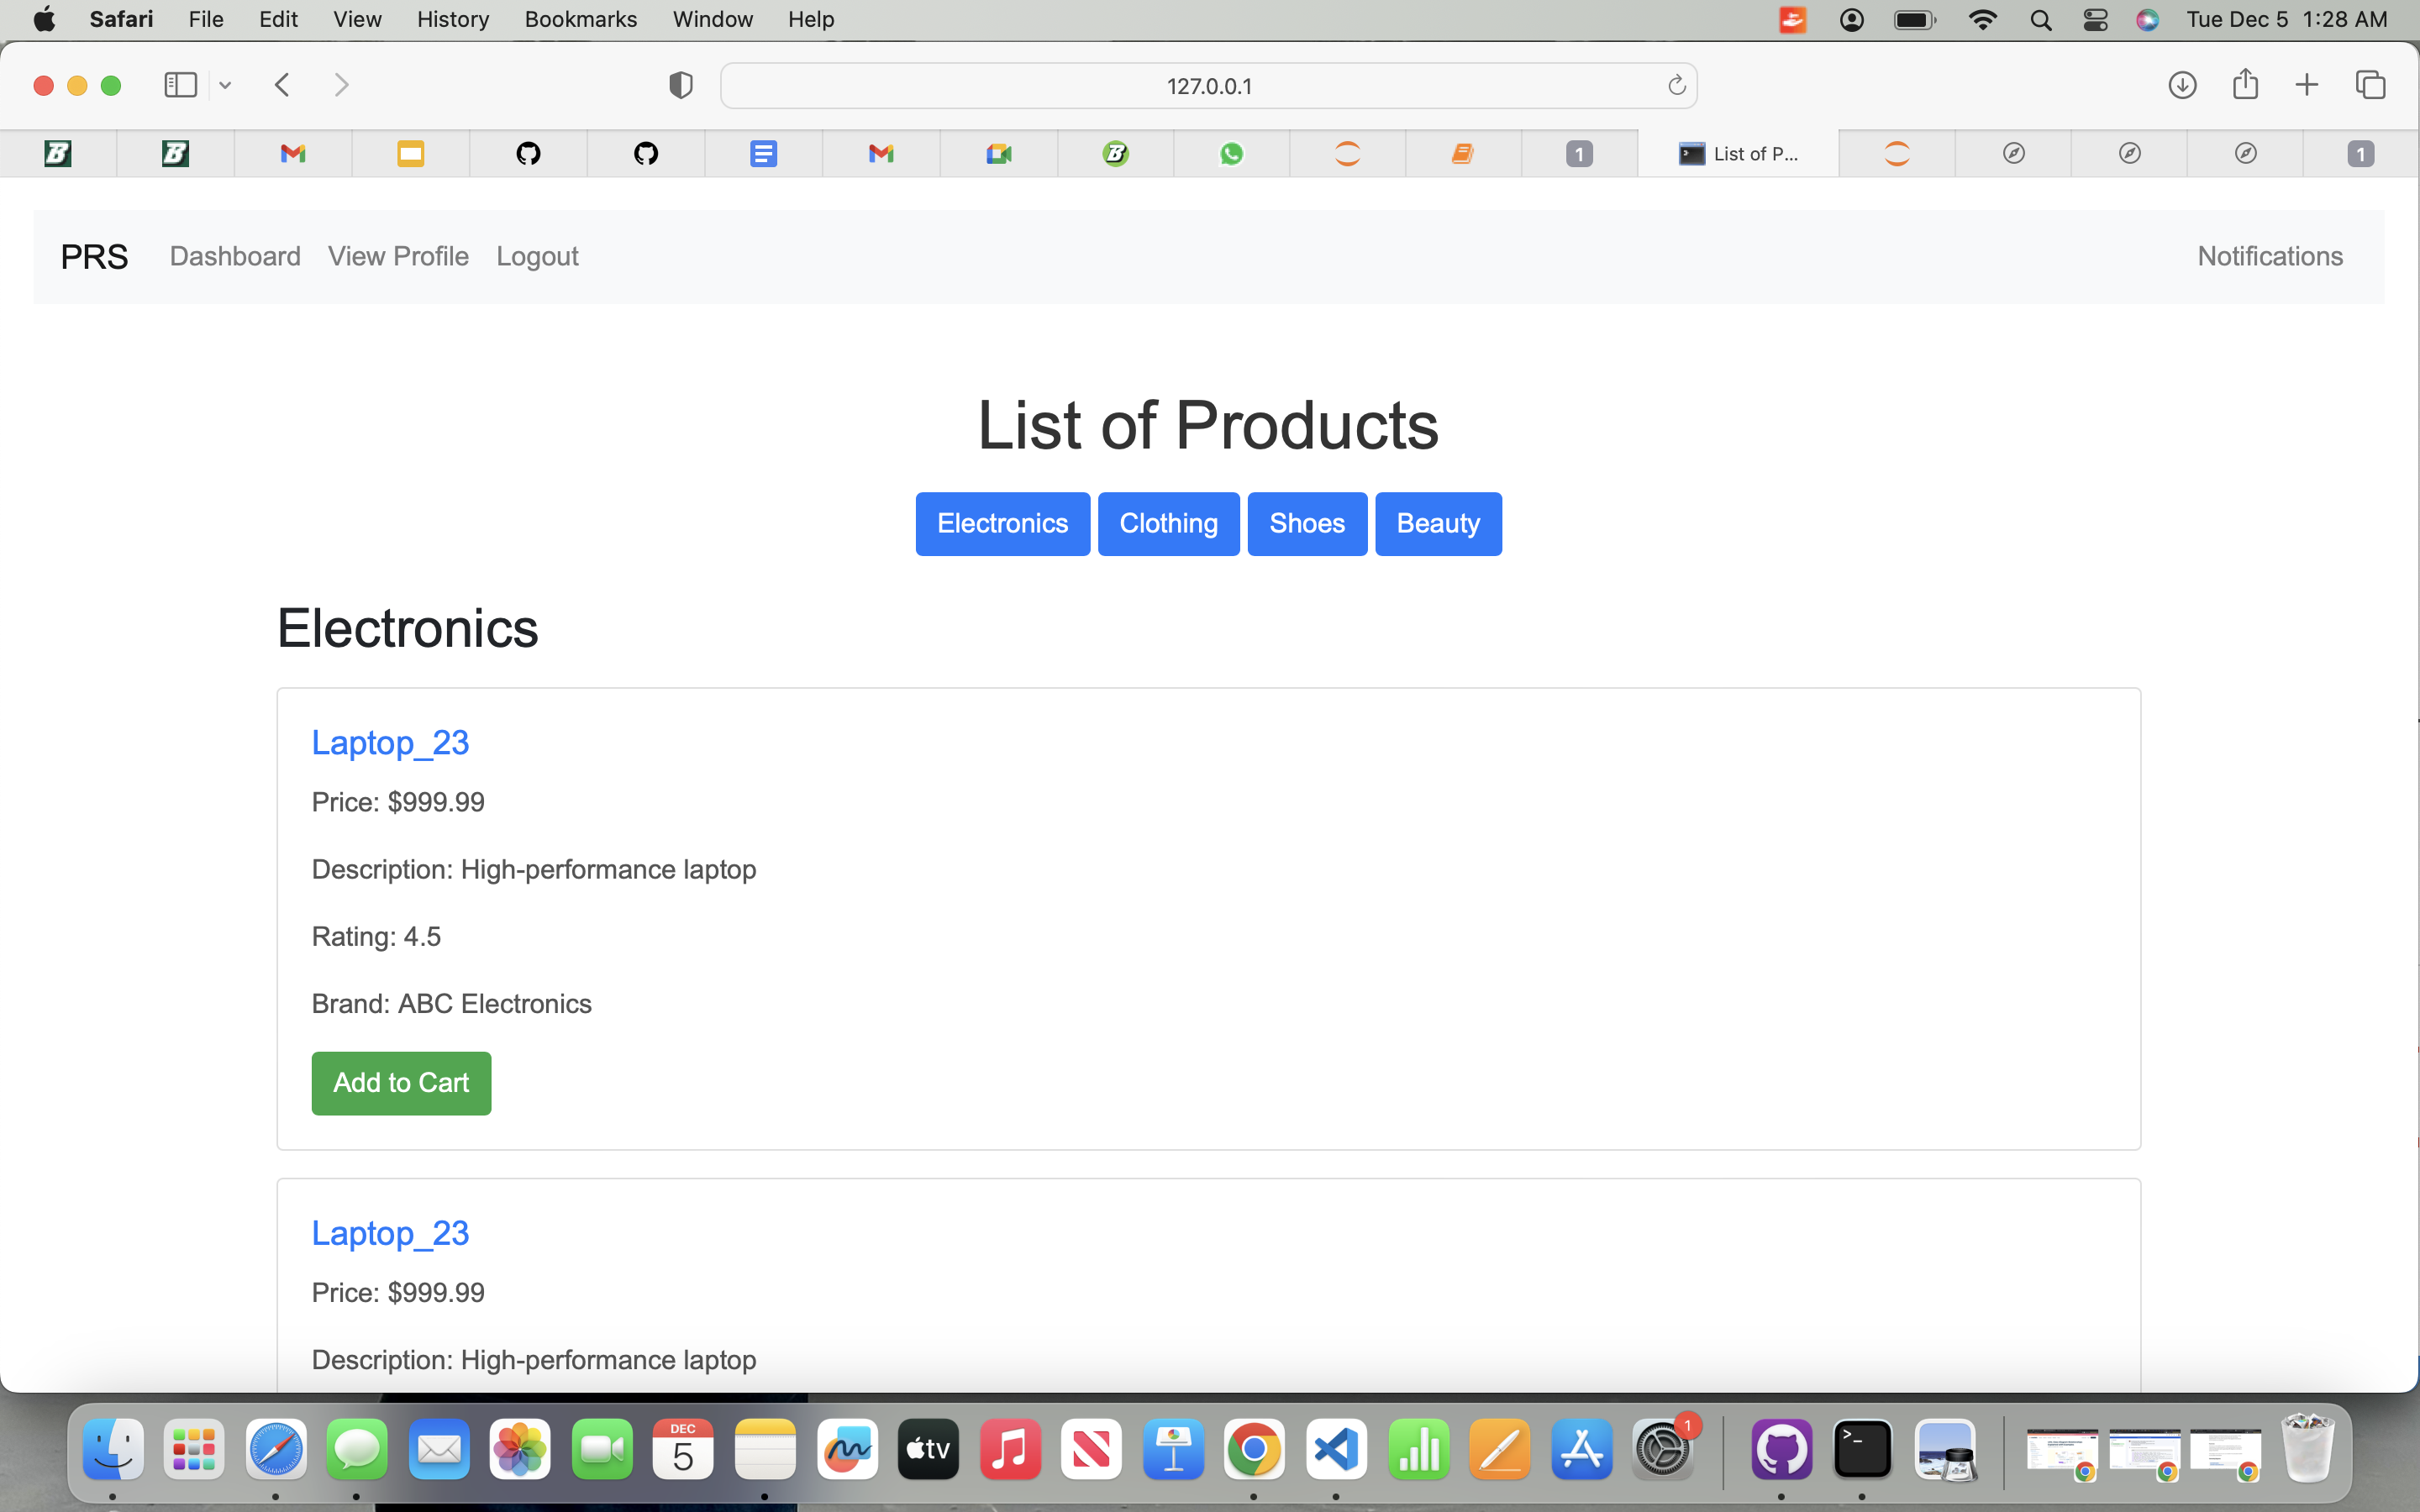 Safari File Edit View History Bookmarks Window Help Tue Dec 5 1:28 AM
127.0.0.1
1 List of P... 1
PRS Dashboard View Profile Logout Notifications
List of Products
Electronics Clothing Shoes Beauty
Electronics
Laptop_23
Price: $999.99
Description: High-performance laptop
Rating: 4.5
Brand: ABC Electronics
Add to Cart
Laptop_23
Price: $999.99
Description: High-performance laptop
DEC
5
tv
1